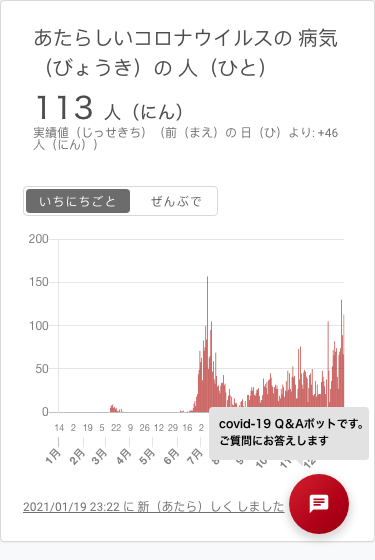 あたらしいコロナウイルスの 病気
（びょうき）の 人（ひと）
113 人（にん）
実績値（じっせきち）（前（まえ）の 日（ひ）より: +46
人（にん））
いちにちごと ぜんぶで
200
150
100
50
0
14 2 19 5 22 9 26 12 29 16 2
1月 2月 3月 4月 5月 6月 7月
covid-19 Q&Aボットです。
ご質問にお答えします
2021/01/19 23:22 に 新（あたら）しく しました